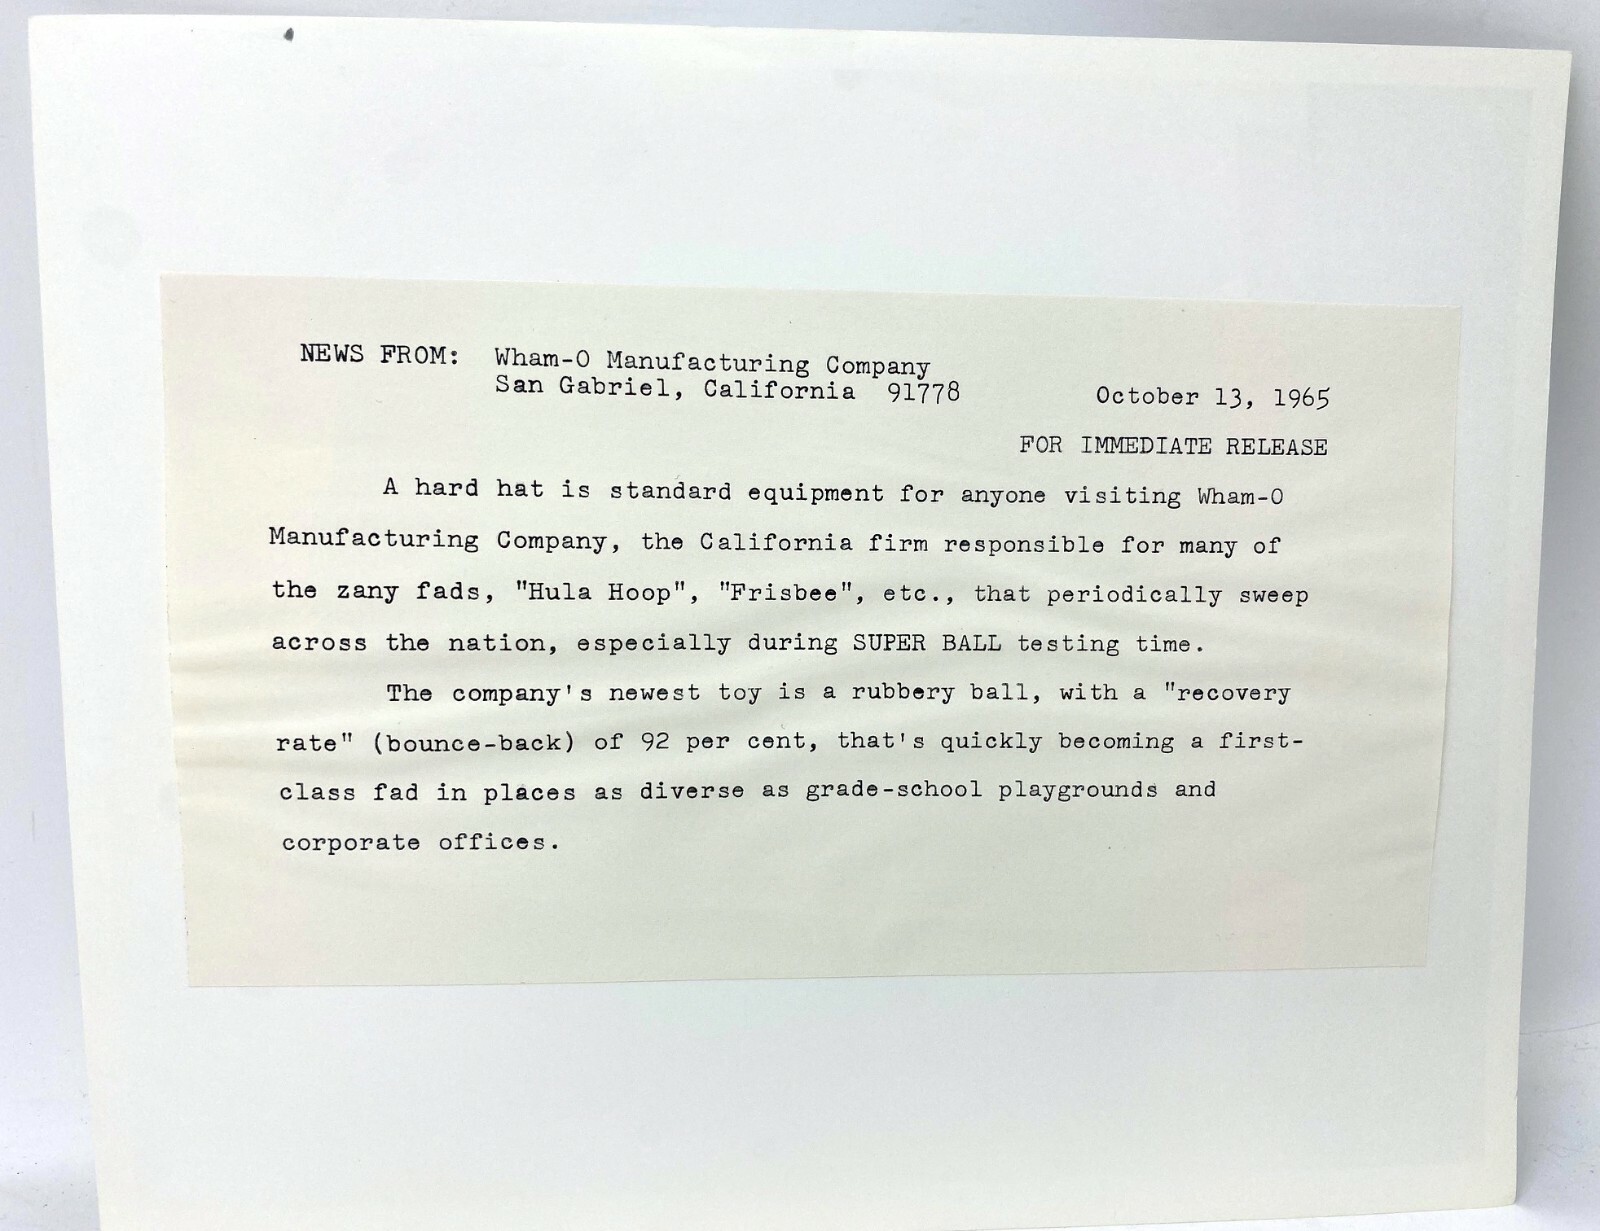 NEWS FROM: Wham-O Manufacturing Company
San Gabriel, California 91778
October 13, 1965
FOR IMMEDIATE RELEASE
A hard hat is standard equipment for anyone visiting Wham-O
Manufacturing Company, the California firm responsible for many of
the zany fads, "Hula Hoop", "Frisbee", etc., that periodically sweep
across the nation, especially during SUPER BALL testing time.
The company's newest toy is a rubbery ball, with a "recovery
rate" (bounce-back) of 92 per cent, that's quickly becoming a first-
class fad in places as diverse as grade-school playgrounds and
corporate offices.